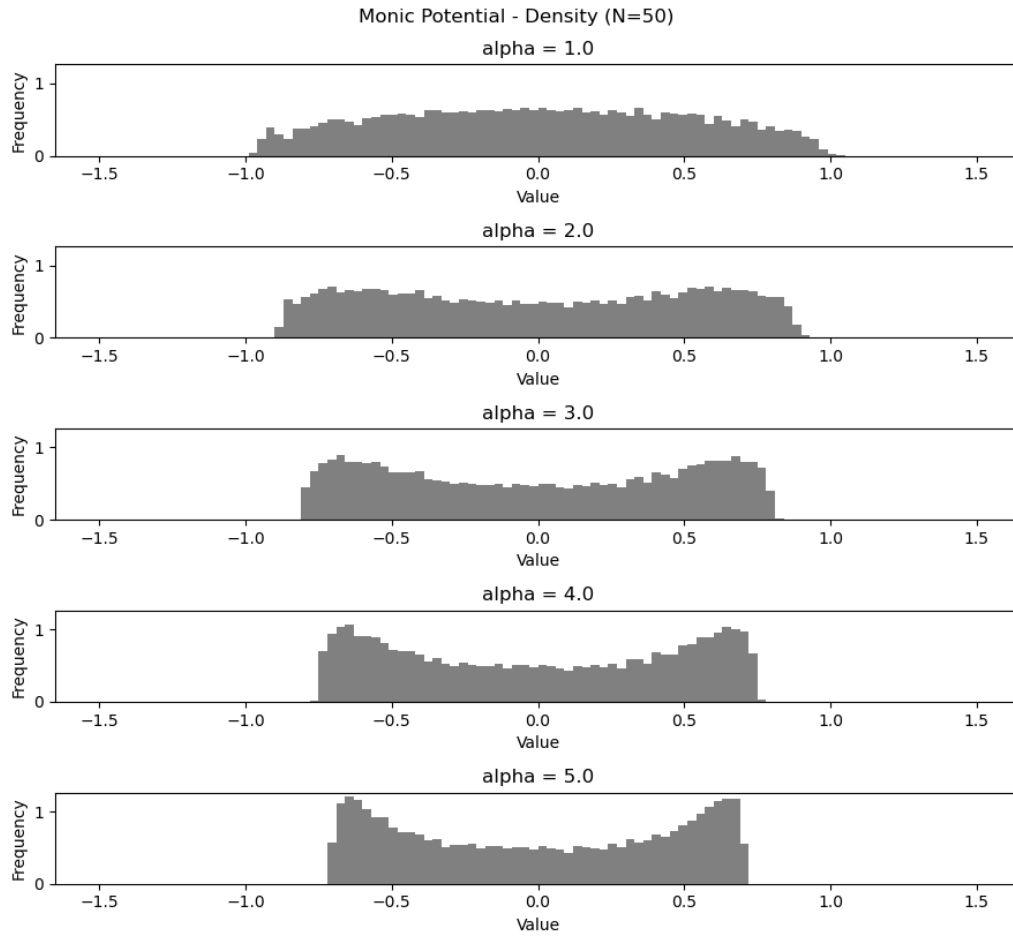 Monic Potential - Density (N=50)
alpha = 1.0
Frequency
1
0
−1.5 −1.0 −0.5 0.0 0.5 1.0 1.5
Value
alpha = 2.0
Frequency
1
0
−1.5 −1.0 −0.5 0.0 0.5 1.0 1.5
Value
alpha = 3.0
Frequency
1
0
−1.5 −1.0 −0.5 0.0 0.5 1.0 1.5
Value
alpha = 4.0
Frequency
1
0
−1.5 −1.0 −0.5 0.0 0.5 1.0 1.5
Value
alpha = 5.0
Frequency
1
0
−1.5 −1.0 −0.5 0.0 0.5 1.0 1.5
Value